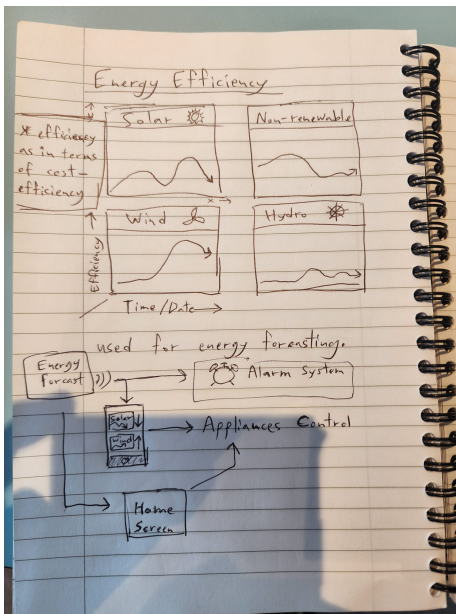 Energy Efficiency
Solar
Non-renewable
* efficiency
as in terms
of cost-
efficiency
x →
Wind
Hydro
Efficiency
Time/Date
used for energy forcasting.
Energy
Forcast
Alarm System
Solar
Wind
Appliances Control
Home
Screen